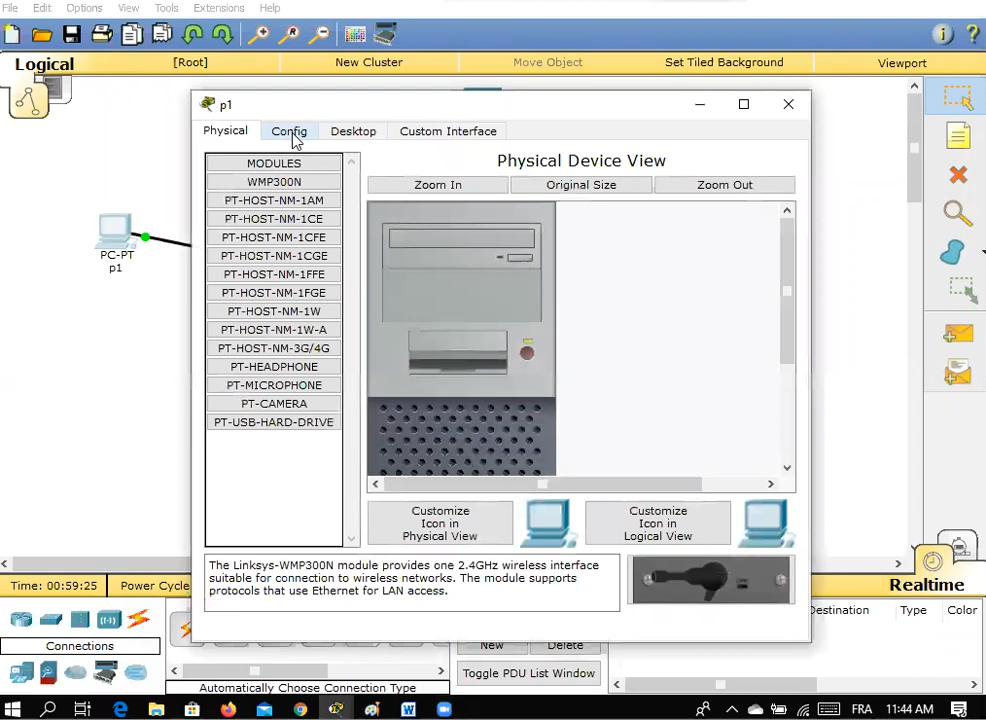 File Edit Options View Tools Extensions Help
Logical [Root] New Cluster Move Object Set Tiled Background Viewport
p1
Physical Config Desktop Custom Interface
MODULES
WMP300N
PT-HOST-NM-1AM
PT-HOST-NM-1CE
PT-HOST-NM-1CFE
PT-HOST-NM-1CGE
PT-HOST-NM-1FFE
PT-HOST-NM-1FGE
PT-HOST-NM-1W
PT-HOST-NM-1W-A
PT-HOST-NM-3G/4G
PT-HEADPHONE
PT-MICROPHONE
PT-CAMERA
PT-USB-HARD-DRIVE
Physical Device View
Zoom In Original Size Zoom Out
PC-PT
p1
Customize
Icon in
Physical View
Customize
Icon in
Logical View
The Linksys-WMP300N module provides one 2.4GHz wireless interface
suitable for connection to wireless networks. The module supports
protocols that use Ethernet for LAN access.
Time: 00:59:25 Power Cycle
Realtime
Destination Type Color
Connections
New Delete
Toggle PDU List Window
Automatically Choose Connection Type
FRA 11:44 AM